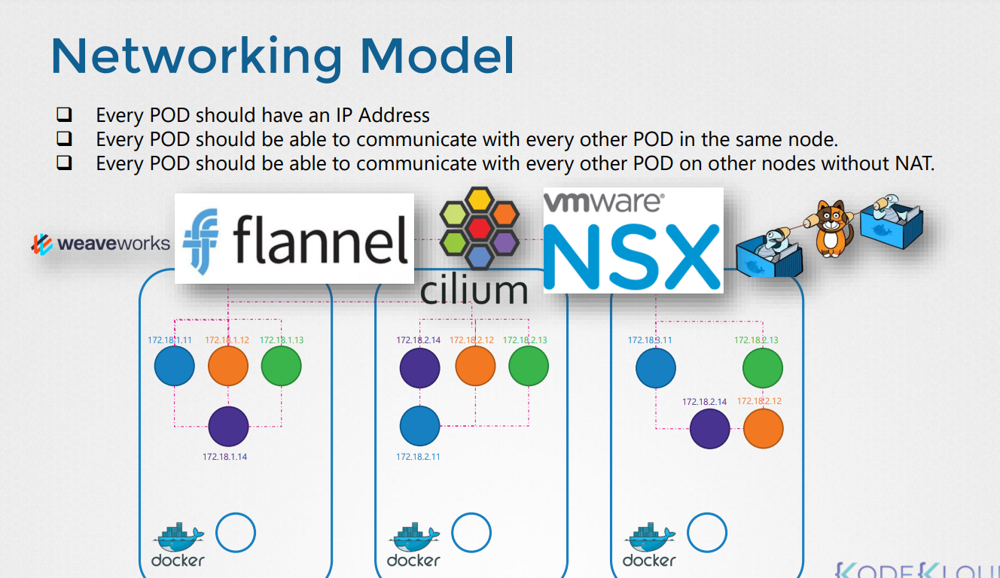 Networking Model
Every POD should have an IP Address
Every POD should be able to communicate with every other POD in the same node.
Every POD should be able to communicate with every other POD on other nodes without NAT.
weaveworks
flannel
cilium
vmware®
NSX
172.18.1.11 172.18.1.12 172.18.1.13
172.18.1.14
172.18.2.14 172.18.2.12 172.18.2.13
172.18.2.11
172.18.3.11 172.18.2.13
172.18.2.14 172.18.2.12
docker
docker
docker